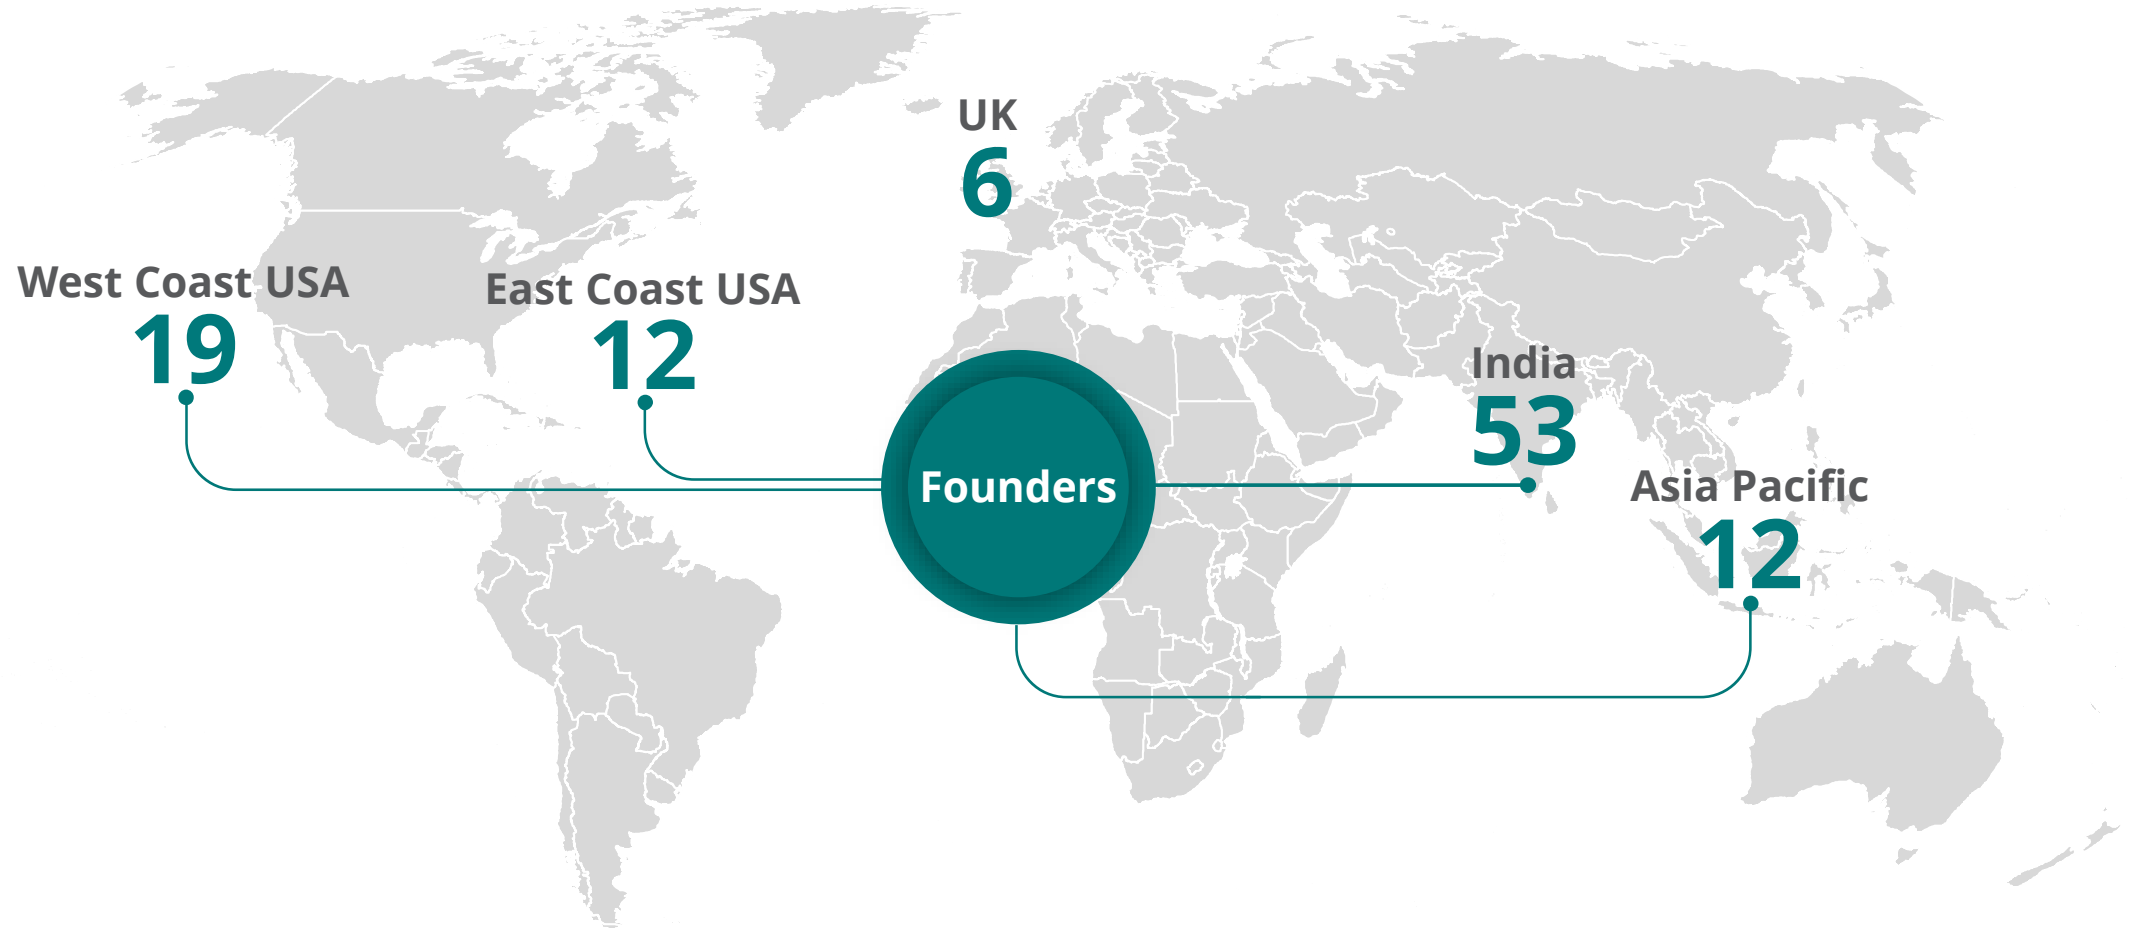 UK
6
West Coast USA
19
East Coast USA
12
India
53
Founders
Asia Pacific
12